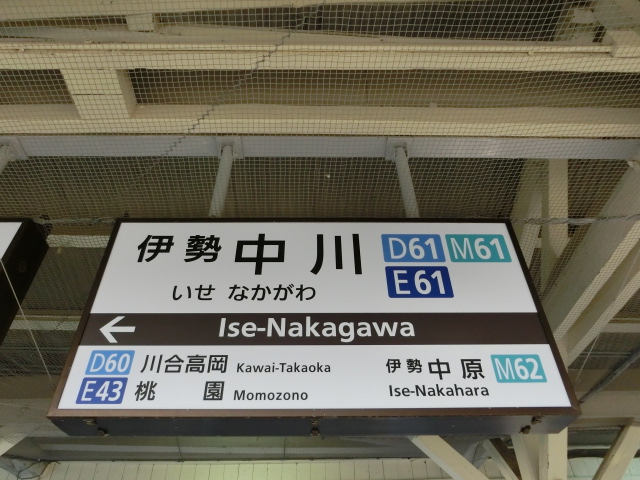 伊勢中川 D61 M61
いせ なかがわ E61
← Ise-Nakagawa
D60 川合高岡 Kawai-Takaoka 伊勢中原 M62
E43 桃園 Momozono Ise-Nakahara